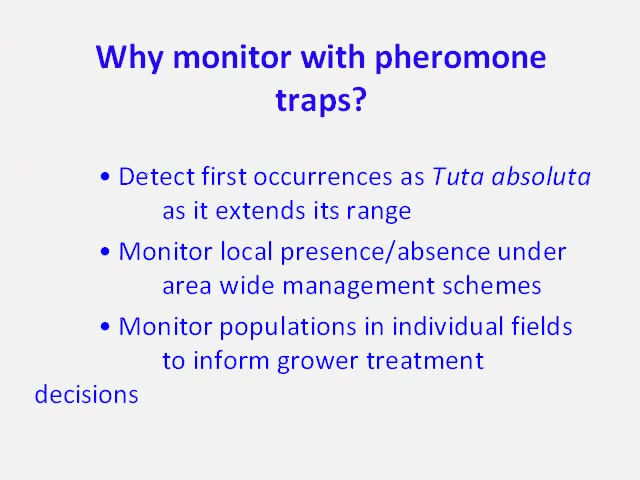 Why monitor with pheromone
traps?
• Detect first occurrences as Tuta absoluta
as it extends its range
• Monitor local presence/absence under
area wide management schemes
• Monitor populations in individual fields
to inform grower treatment
decisions